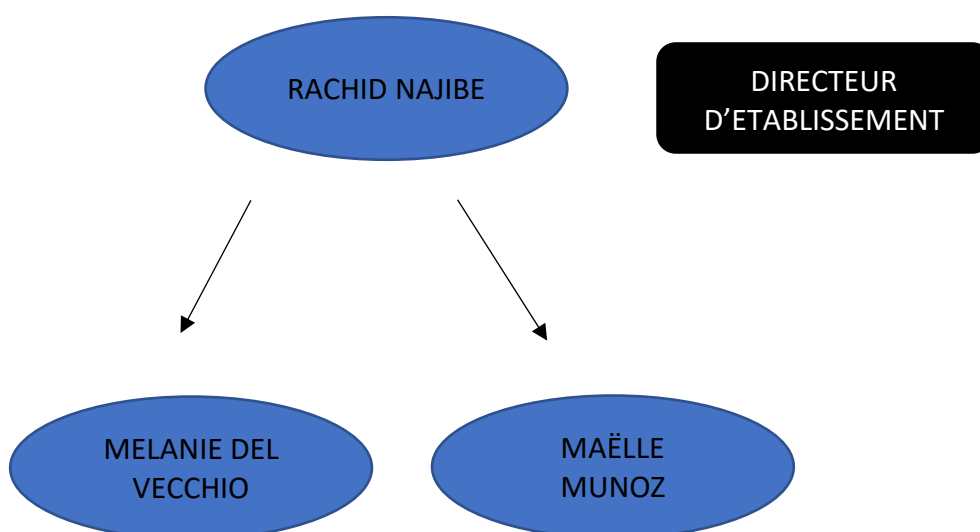 RACHID NAJIBE
DIRECTEUR
D’ETABLISSEMENT
MELANIE DEL
VECCHIO
MAËLLE
MUNOZ